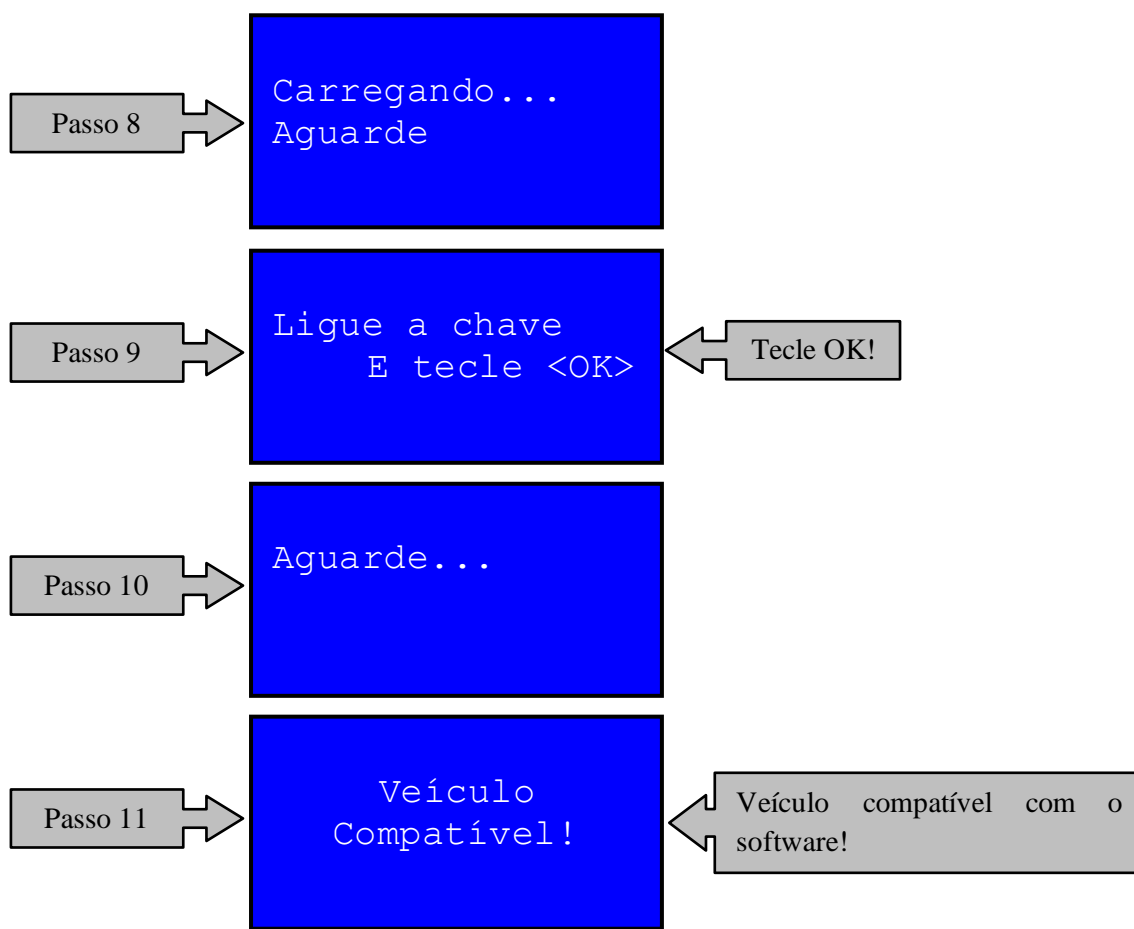 Passo 8
Carregando...
Aguarde
Passo 9
Ligue a chave
E tecle <OK>
Tecle OK!
Passo 10
Aguarde...
Passo 11
Veículo
Compatível!
Veículo compatível com o
software!